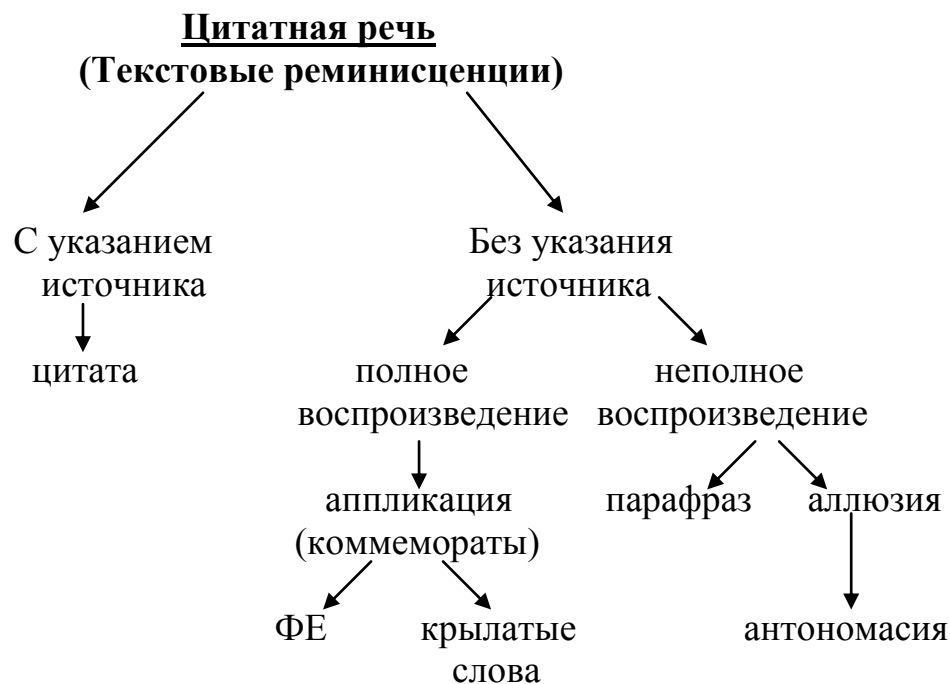 Цитатная речь
(Текстовые реминисценции)
С указанием
источника
Без указания
источника
цитата
полное
воспроизведение
неполное
воспроизведение
аппликация
(коммемораты)
парафраз
аллюзия
ФЕ
крылатые
слова
антономасия